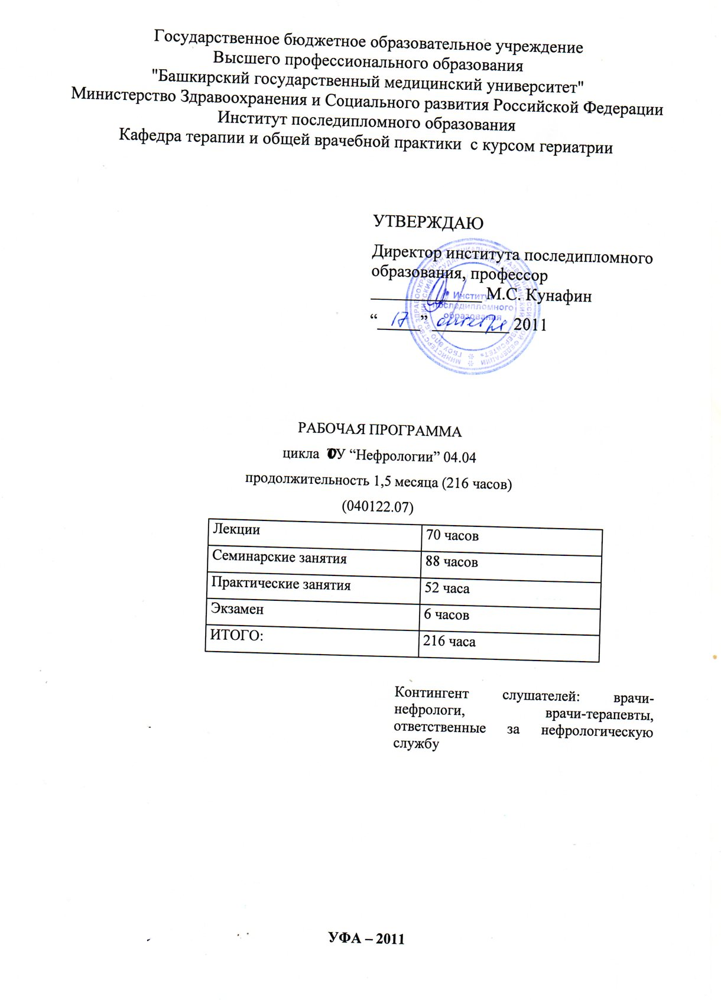 Государственное бюджетное образовательное учреждение
Высшего профессионального образования
"Башкирский государственный медицинский университет"
Министерство Здравоохранения и Социального развития Российской Федерации
Институт последипломного образования
Кафедра терапии и общей врачебной практики с курсом гериатрии
УТВЕРЖДАЮ
Директор института последипломного
образования, профессор
______________ М.С. Кунафин
Институт
последипломного
образования
“ 17 ” 2011
РАБОЧАЯ ПРОГРАММА
цикла “Нефрологии” 04.04
продолжительность 1,5 месяца (216 часов)
(040122.07)
Лекции 70 часов
Семинарские занятия 88 часов
Практические занятия 52 часа
Экзамен 6 часов
ИТОГО: 216 часа
Контингент слушателей: врачи-
нефрологи, врачи-терапевты,
ответственные за нефрологическую
службу
УФА – 2011